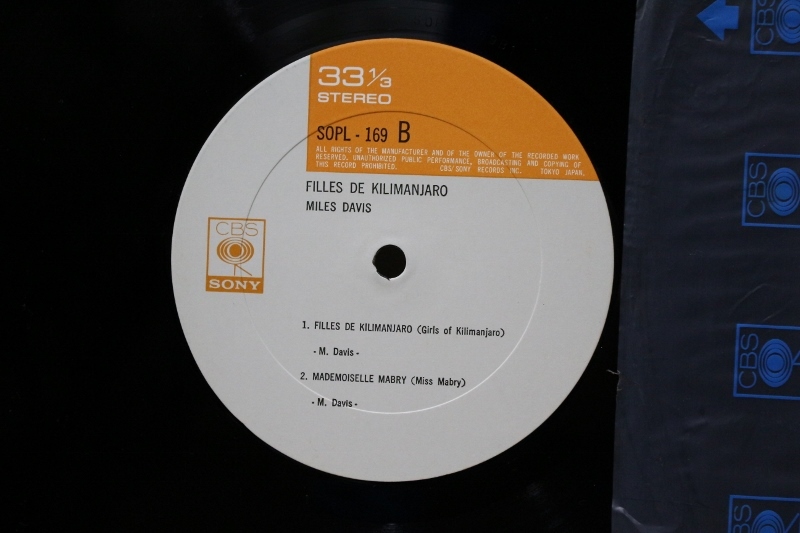 33 1/3
STEREO
SOPL - 169 B
ALL RIGHTS OF THE MANUFACTURER AND OF THE OWNER OF THE RECORDED WORK
RESERVED. UNAUTHORIZED PUBLIC PERFORMANCE, BROADCASTING AND COPYING OF
THIS RECORD PROHIBITED. CBS/SONY RECORDS INC. TOKYO JAPAN.
FILLES DE KILIMANJARO
MILES DAVIS
CBS
SONY
1. FILLES DE KILIMANJARO (Girls of Kilimanjaro)
- M. Davis -
2. MADEMOISELLE MABRY (Miss Mabry)
- M. Davis -
CBS
CBS
CBS
CBS